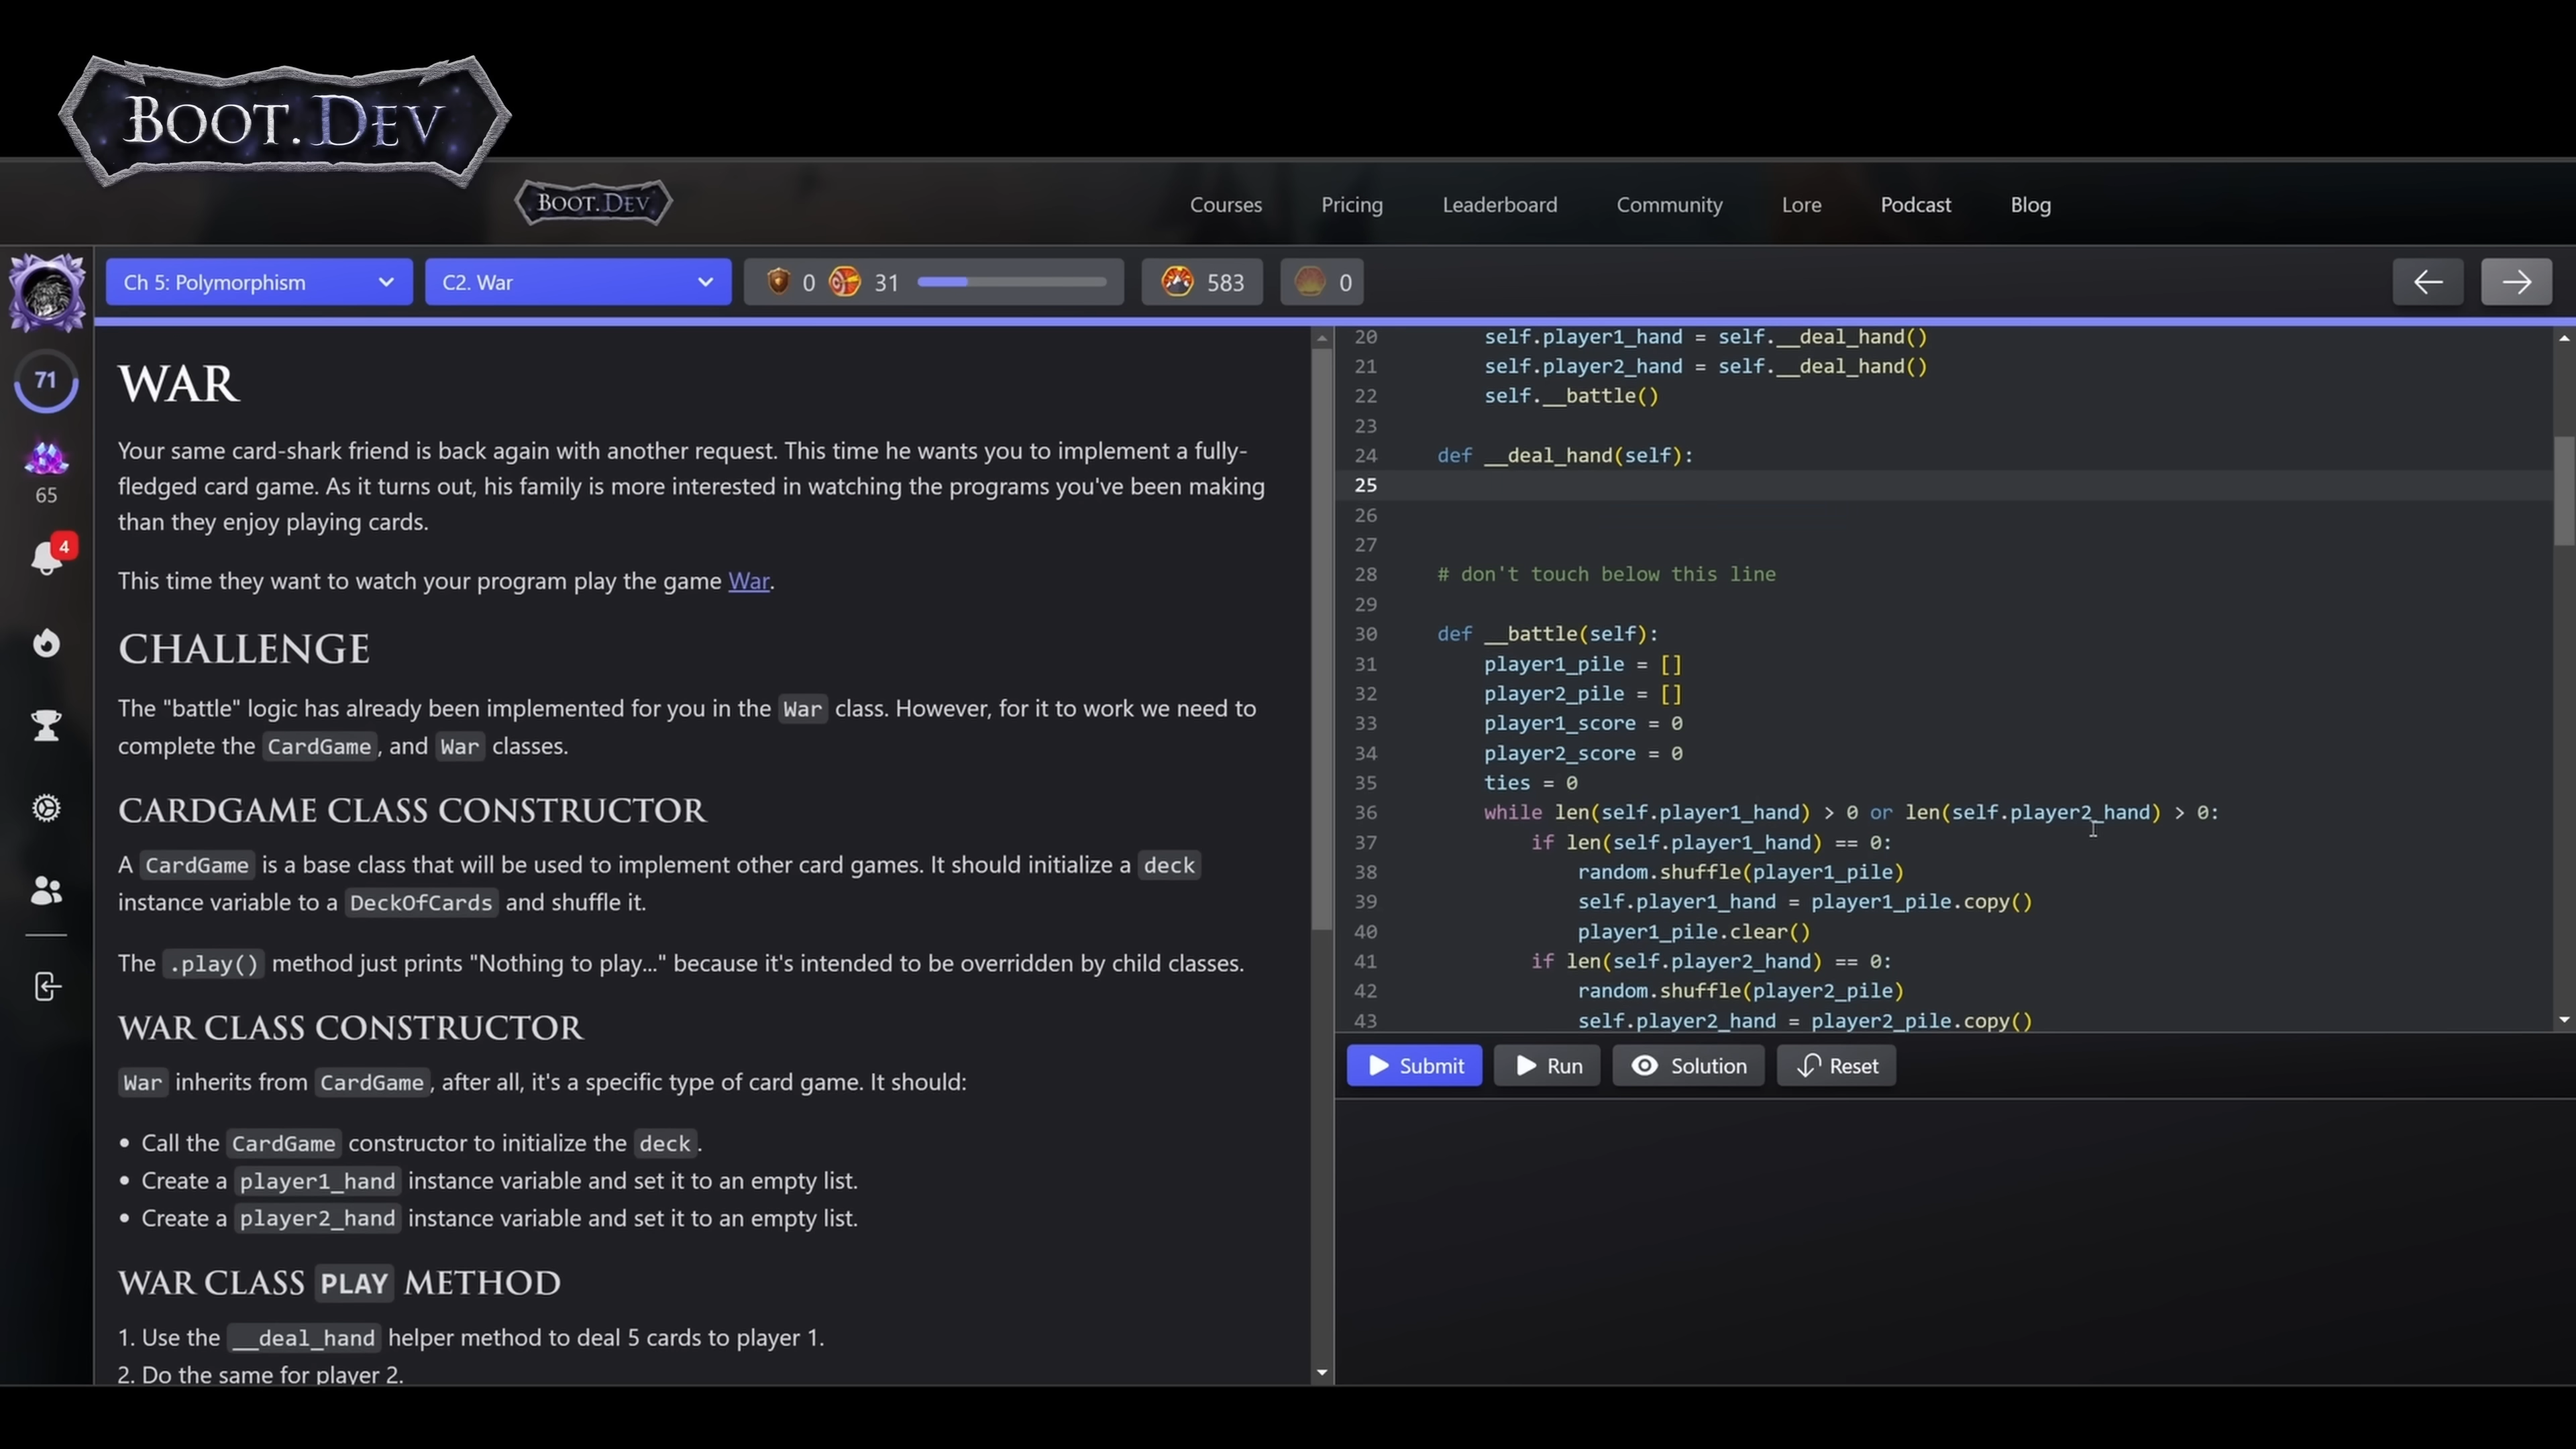 BOOT.DEV
BOOT.DEV
Courses Pricing Leaderboard Community Lore Podcast Blog
Ch 5: Polymorphism C2. War 0 31 583 0
71
65
4
WAR
Your same card-shark friend is back again with another request. This time he wants you to implement a fully-
fledged card game. As it turns out, his family is more interested in watching the programs you've been making
than they enjoy playing cards.
This time they want to watch your program play the game War.
CHALLENGE
The "battle" logic has already been implemented for you in the War class. However, for it to work we need to
complete the CardGame, and War classes.
CARDGAME CLASS CONSTRUCTOR
A CardGame is a base class that will be used to implement other card games. It should initialize a deck
instance variable to a DeckOfCards and shuffle it.
The .play() method just prints "Nothing to play..." because it's intended to be overridden by child classes.
WAR CLASS CONSTRUCTOR
War inherits from CardGame, after all, it's a specific type of card game. It should:
• Call the CardGame constructor to initialize the deck.
• Create a player1_hand instance variable and set it to an empty list.
• Create a player2_hand instance variable and set it to an empty list.
WAR CLASS PLAY METHOD
1. Use the __deal_hand helper method to deal 5 cards to player 1.
2. Do the same for player 2.
20 self.player1_hand = self.__deal_hand()
21 self.player2_hand = self.__deal_hand()
22 self.__battle()
23
24 def __deal_hand(self):
25
26
27
28 # don't touch below this line
29
30 def __battle(self):
31 player1_pile = []
32 player2_pile = []
33 player1_score = 0
34 player2_score = 0
35 ties = 0
36 while len(self.player1_hand) > 0 or len(self.player2_hand) > 0:
37 if len(self.player1_hand) == 0:
38 random.shuffle(player1_pile)
39 self.player1_hand = player1_pile.copy()
40 player1_pile.clear()
41 if len(self.player2_hand) == 0:
42 random.shuffle(player2_pile)
43 self.player2_hand = player2_pile.copy()
Submit Run Solution Reset